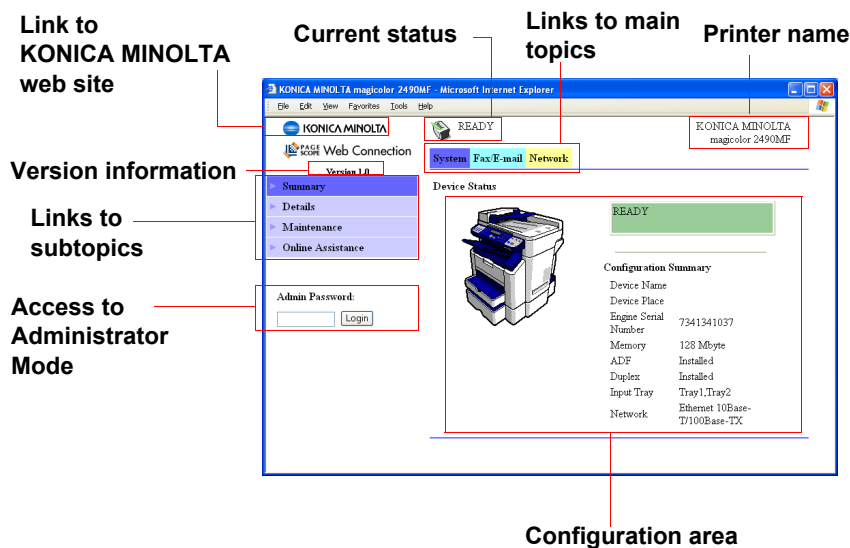 Link to
KONICA MINOLTA
web site
Current status
Links to main
topics
Printer name
KONICA MINOLTA magicolor 2490MF - Microsoft Internet Explorer
File Edit View Favorites Tools Help
KONICA MINOLTA
READY
KONICA MINOLTA
magicolor 2490MF
PAGE SCOPE Web Connection
System Fax/E-mail Network
Version information
Version 1.0
Summary
Device Status
Details
Maintenance
Online Assistance
Links to
subtopics
READY
Configuration Summary
Device Name
Device Place
Engine Serial
Number 7341341037
Memory 128 Mbyte
ADF Installed
Duplex Installed
Input Tray Tray1,Tray2
Network Ethernet 10Base-
T/100Base-TX
Access to
Administrator
Mode
Admin Password:
Login
Configuration area